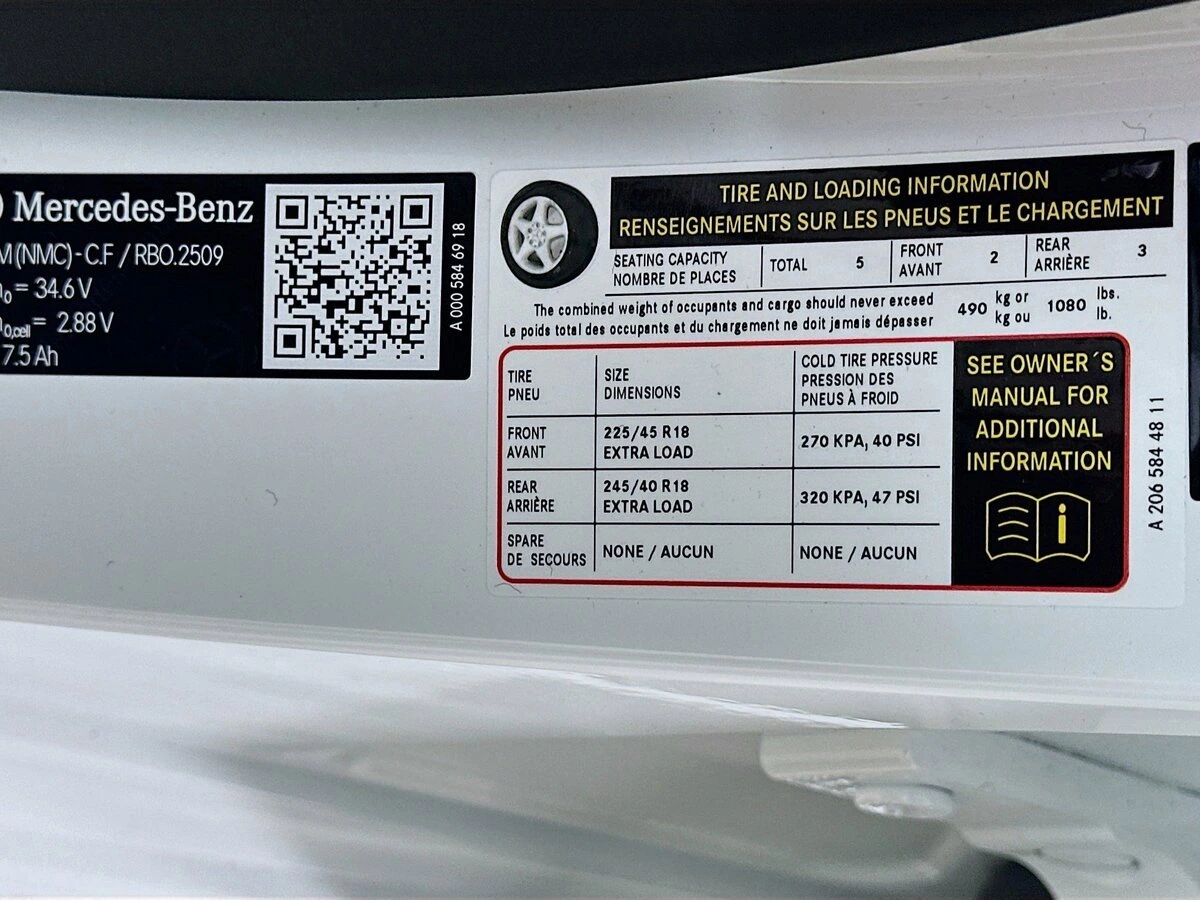 Mercedes-Benz
M(NMC)-C.F / RBO.2509
= 34.6 V
0,cell = 2.88 V
7.5 Ah
A 000 584 69 18
TIRE AND LOADING INFORMATION
RENSEIGNEMENTS SUR LES PNEUS ET LE CHARGEMENT
SEATING CAPACITY
NOMBRE DE PLACES
TOTAL 5
FRONT
AVANT
2
REAR
ARRIÈRE
3
The combined weight of occupants and cargo should never exceed
Le poids total des occupants et du chargement ne doit jamais dépasser
490
kg or
kg ou
1080
lbs.
lb.
TIRE
PNEU
SIZE
DIMENSIONS
COLD TIRE PRESSURE
PRESSION DES
PNEUS À FROID
FRONT
AVANT
225/45 R18
EXTRA LOAD
270 KPA, 40 PSI
REAR
ARRIÈRE
245/40 R18
EXTRA LOAD
320 KPA, 47 PSI
SPARE
DE SECOURS
NONE / AUCUN
NONE / AUCUN
SEE OWNER´S
MANUAL FOR
ADDITIONAL
INFORMATION
A 206 584 48 11